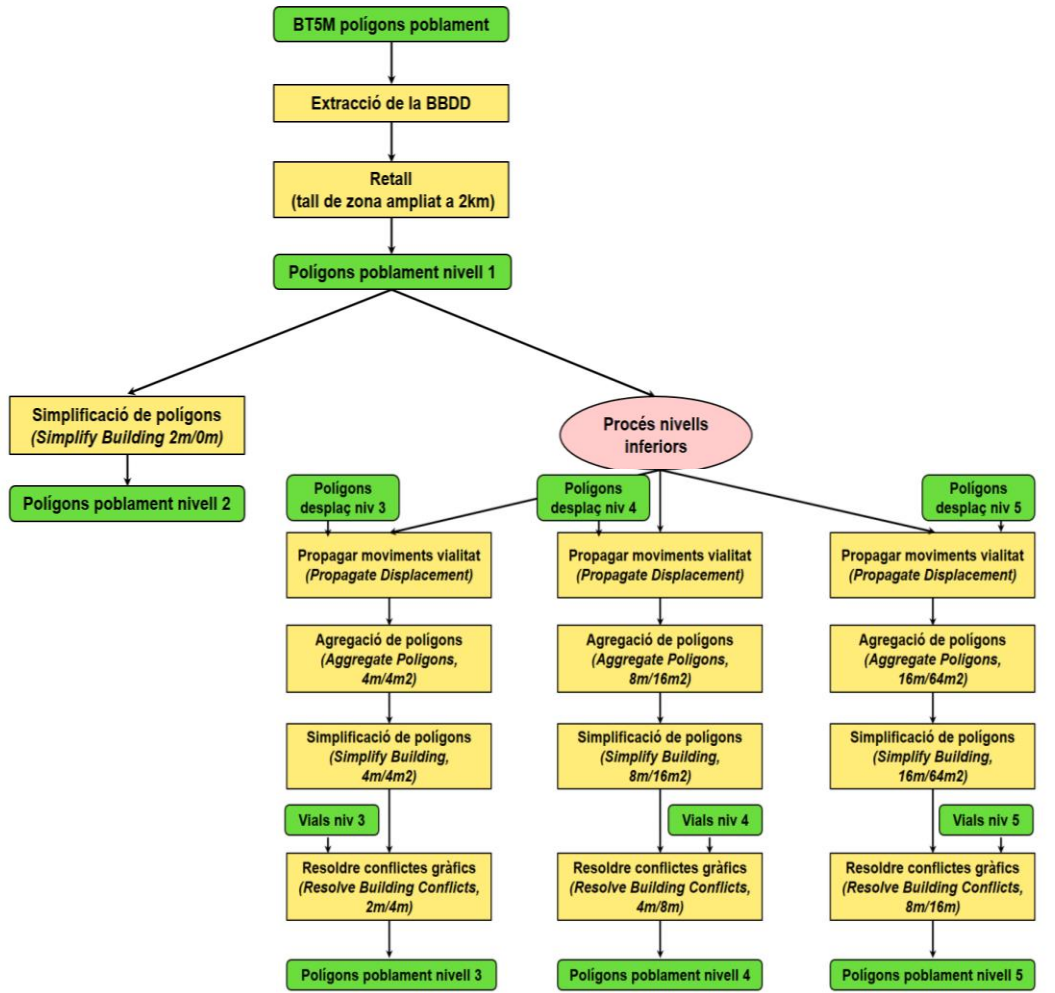 BT5M polígons poblament
Extracció de la BBDD
Retall
(tall de zona ampliat a 2km)
Polígons poblament nivell 1
Simplificació de polígons
(Simplify Building 2m/0m)
Polígons poblament nivell 2
Procés nivells
inferiors
Polígons
desplaç niv 3
Propagar moviments vialitat
(Propagate Displacement)
Agregació de polígons
(Aggregate Poligons,
4m/4m2)
Simplificació de polígons
(Simplify Building,
4m/4m2)
Vials niv 3
Resoldre conflictes gràfics
(Resolve Building Conflicts,
2m/4m)
Polígons poblament nivell 3
Polígons
desplaç niv 4
Propagar moviments vialitat
(Propagate Displacement)
Agregació de polígons
(Aggregate Poligons,
8m/16m2)
Simplificació de polígons
(Simplify Building,
8m/16m2)
Vials niv 4
Resoldre conflictes gràfics
(Resolve Building Conflicts,
4m/8m)
Polígons poblament nivell 4
Polígons
desplaç niv 5
Propagar moviments vialitat
(Propagate Displacement)
Agregació de polígons
(Aggregate Poligons,
16m/64m2)
Simplificació de polígons
(Simplify Building,
16m/64m2)
Vials niv 5
Resoldre conflictes gràfics
(Resolve Building Conflicts,
8m/16m)
Polígons poblament nivell 5